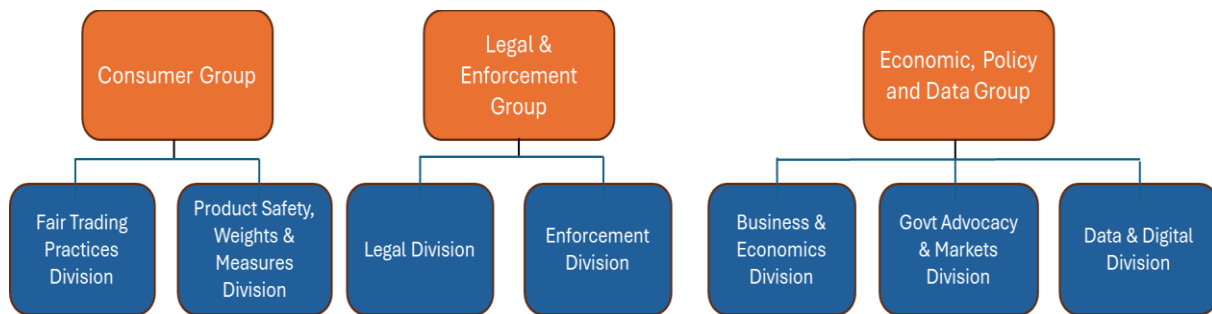 Consumer Group
Legal &
Enforcement
Group
Economic, Policy
and Data Group
Fair Trading
Practices
Division
Product Safety,
Weights &
Measures
Division
Legal Division
Enforcement
Division
Business &
Economics
Division
Govt Advocacy
& Markets
Division
Data & Digital
Division